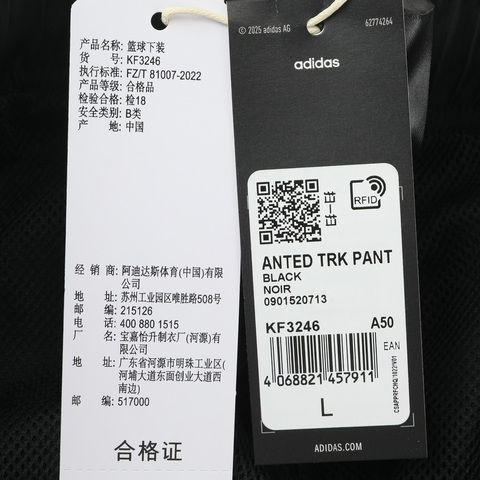 产品名称: 篮球下装
货 号: KF3246
执行标准: FZ/T 81007-2022
产品等级: 合格品
检验合格: 检18
安全类别: B类
产 地: 中国
经 销 商: 阿迪达斯体育(中国)有限
公司
地 址: 苏州工业园区唯胜路508号
邮 编: 215126
电 话: 400 880 1515
厂 名: 宝嘉怡升制衣厂(河源)有
限公司
地 址: 广东省河源市明珠工业区(
河埔大道东面创业大道西
南边)
邮 编: 517000
合格证
© 2025 adidas AG
62774264
adidas
RFID
ANTED TRK PANT
BLACK
NOIR
0901520713
KF3246 A50
EAN
4 068821 457911
L
ADIDAS.COM